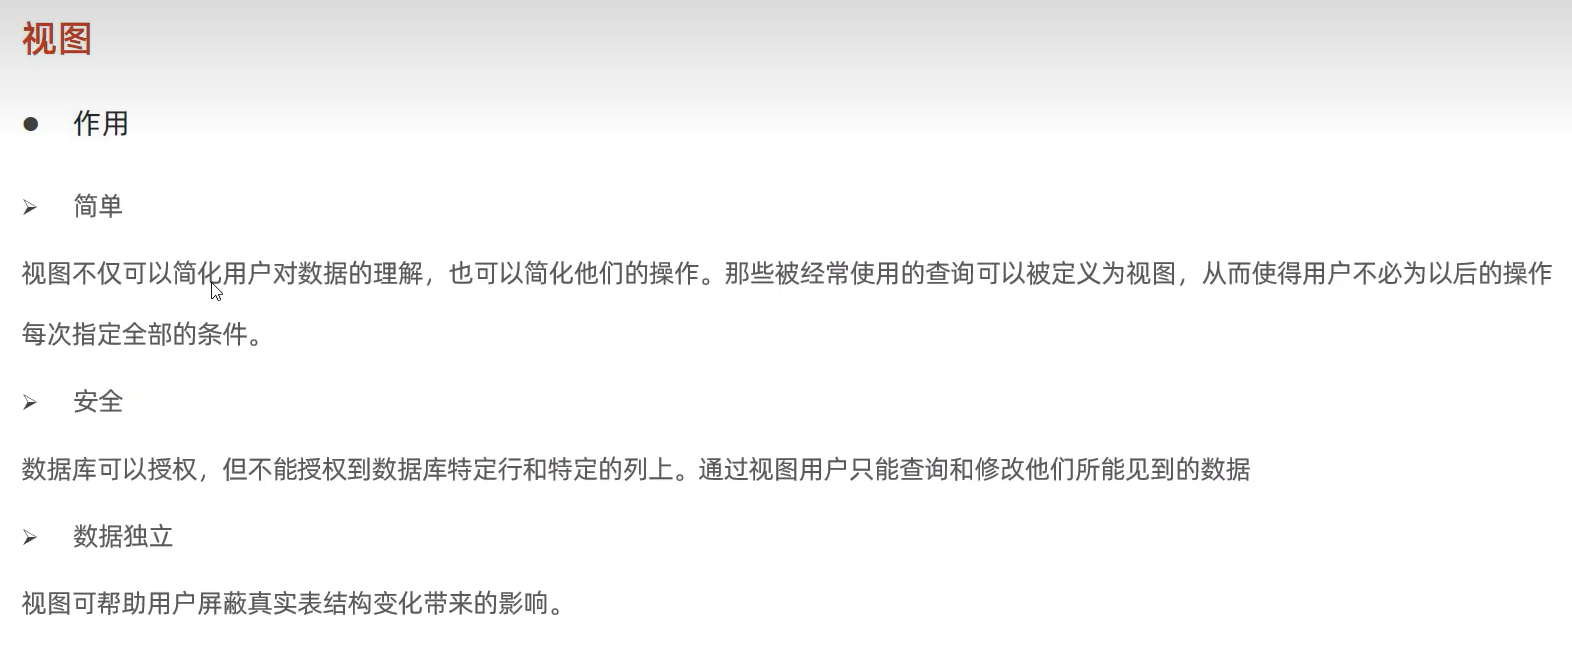 视图
● 作用
➢ 简单
视图不仅可以简化用户对数据的理解，也可以简化他们的操作。那些被经常使用的查询可以被定义为视图，从而使得用户不必为以后的操作
每次指定全部的条件。
➢ 安全
数据库可以授权，但不能授权到数据库特定行和特定的列上。通过视图用户只能查询和修改他们所能见到的数据
➢ 数据独立
视图可帮助用户屏蔽真实表结构变化带来的影响。